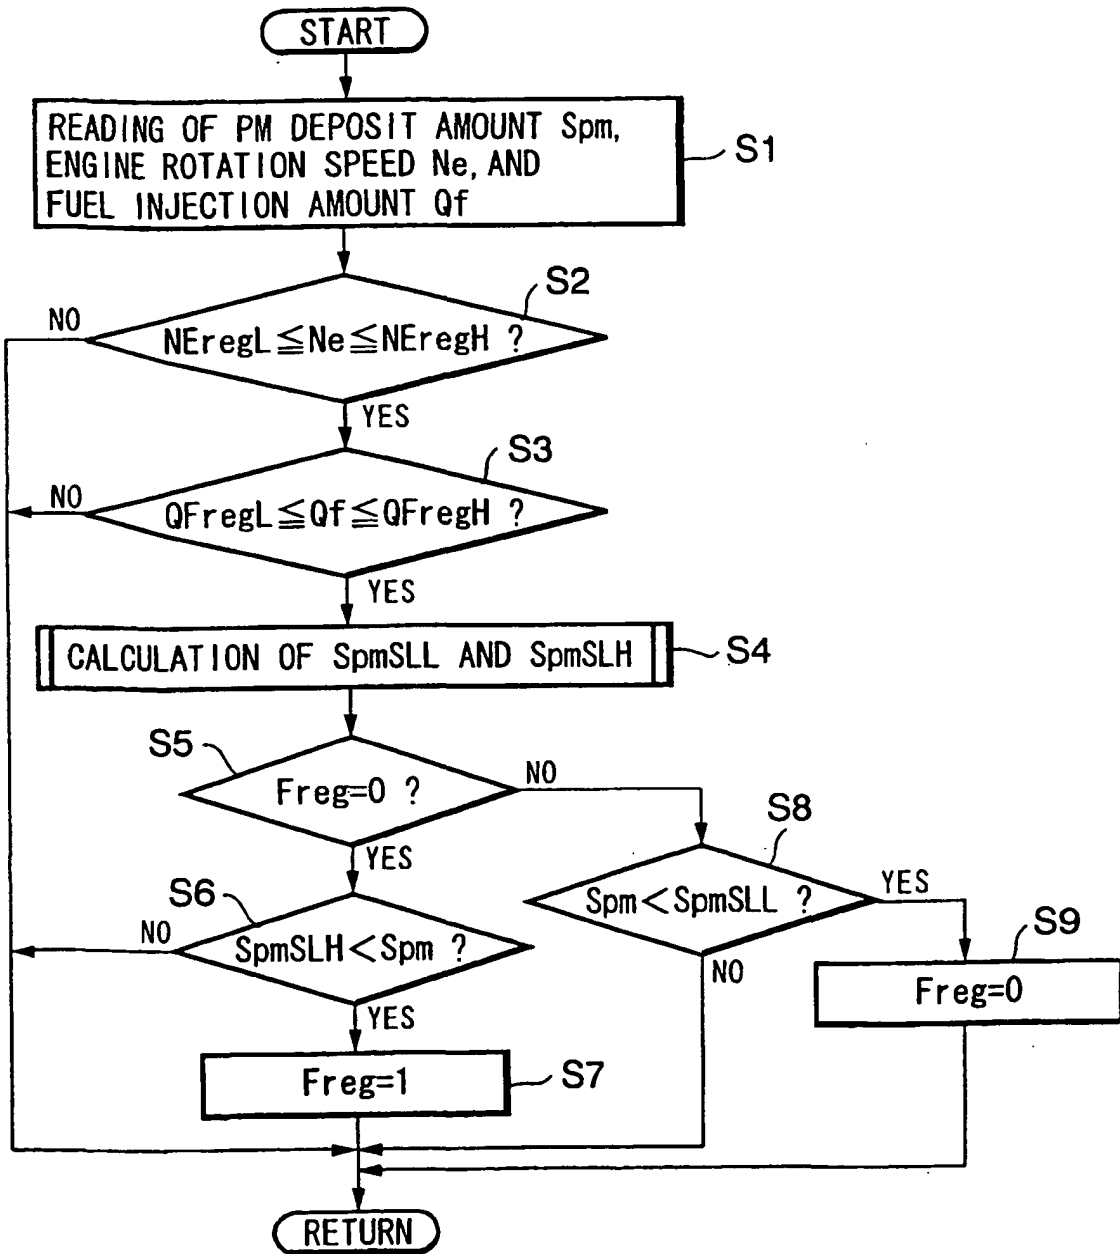 START
READING OF PM DEPOSIT AMOUNT Spm,
ENGINE ROTATION SPEED Ne, AND
FUEL INJECTION AMOUNT Qf
S1
S2
NO
NEregL≦Ne≦NEregH ?
YES
S3
NO
QFregL≦Qf≦QFregH ?
YES
CALCULATION OF SpmSLL AND SpmSLH
S4
S5
Freg=0 ?
NO
YES
S8
Spm<SpmSLL ?
YES
NO
S6
NO
SpmSLH<Spm ?
YES
S9
Freg=0
Freg=1
S7
RETURN